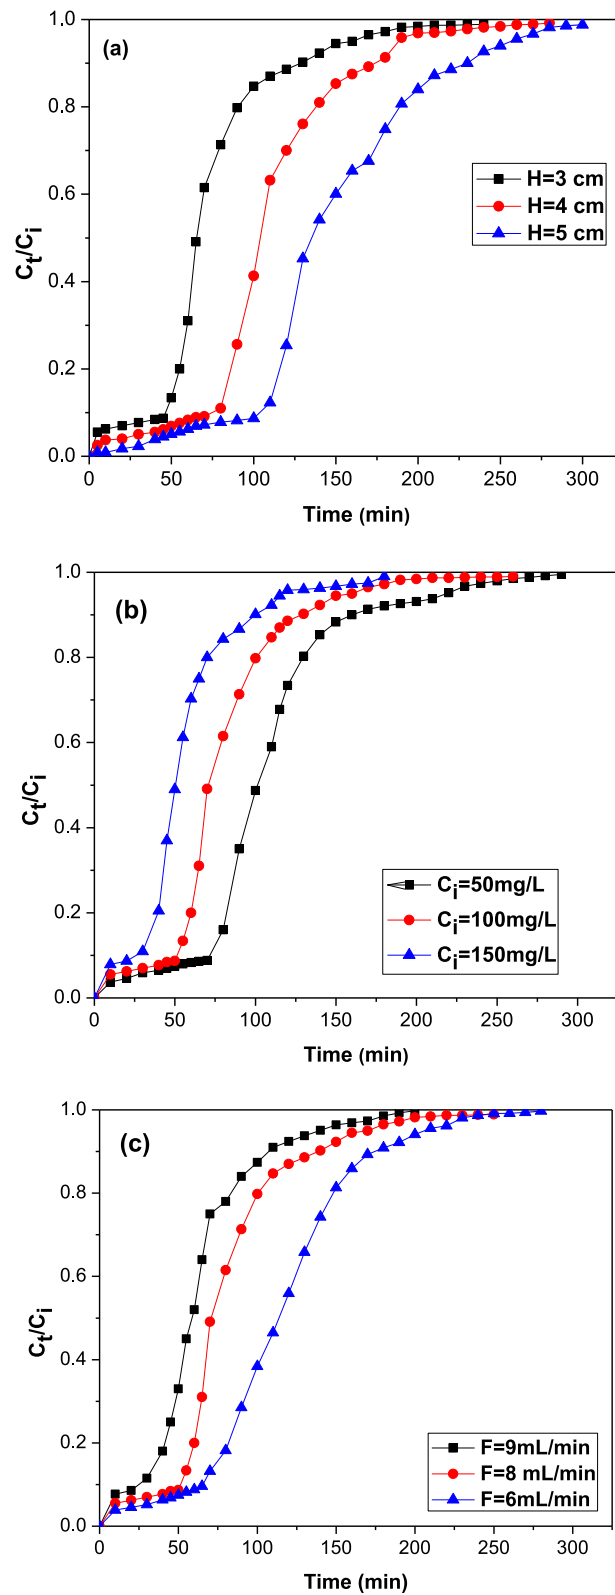 (a)
1.0
0.8
0.6
0.4
0.2
0.0
Ct/Ci
H=3 cm
H=4 cm
H=5 cm
0 50 100 150 200 250 300
Time (min)
(b)
1.0
0.8
0.6
0.4
0.2
0.0
Ct/Ci
Ci=50mg/L
Ci=100mg/L
Ci=150mg/L
0 50 100 150 200 250 300
Time (min)
(c)
1.0
0.8
0.6
0.4
0.2
0.0
Ct/Ci
F=9mL/min
F=8 mL/min
F=6mL/min
0 50 100 150 200 250 300
Time (min)